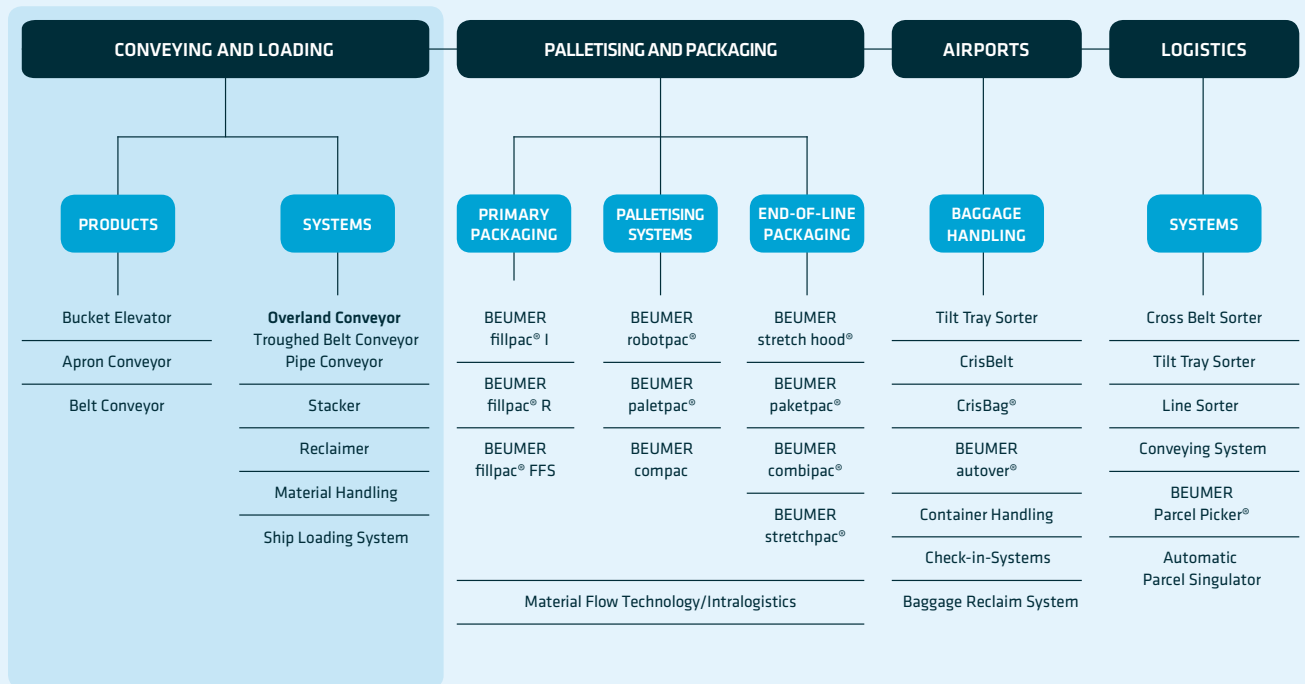 CONVEYING AND LOADING
PALLETISING AND PACKAGING
AIRPORTS
LOGISTICS
PRODUCTS
Bucket Elevator
Apron Conveyor
Belt Conveyor
SYSTEMS
Overland Conveyor
Troughed Belt Conveyor
Pipe Conveyor
Stacker
Reclaimer
Material Handling
Ship Loading System
PRIMARY
PACKAGING
BEUMER
fillpac® I
BEUMER
fillpac® R
BEUMER
fillpac® FFS
PALLETISING
SYSTEMS
BEUMER
robotpac®
BEUMER
paletpac®
BEUMER
compac
END-OF-LINE
PACKAGING
BEUMER
stretch hood®
BEUMER
paketpac®
BEUMER
combipac®
BEUMER
stretchpac®
Material Flow Technology/Intralogistics
BAGGAGE
HANDLING
Tilt Tray Sorter
CrisBelt
CrisBag®
BEUMER
autover®
Container Handling
Check-in-Systems
Baggage Reclaim System
SYSTEMS
Cross Belt Sorter
Tilt Tray Sorter
Line Sorter
Conveying System
BEUMER
Parcel Picker®
Automatic
Parcel Singulator